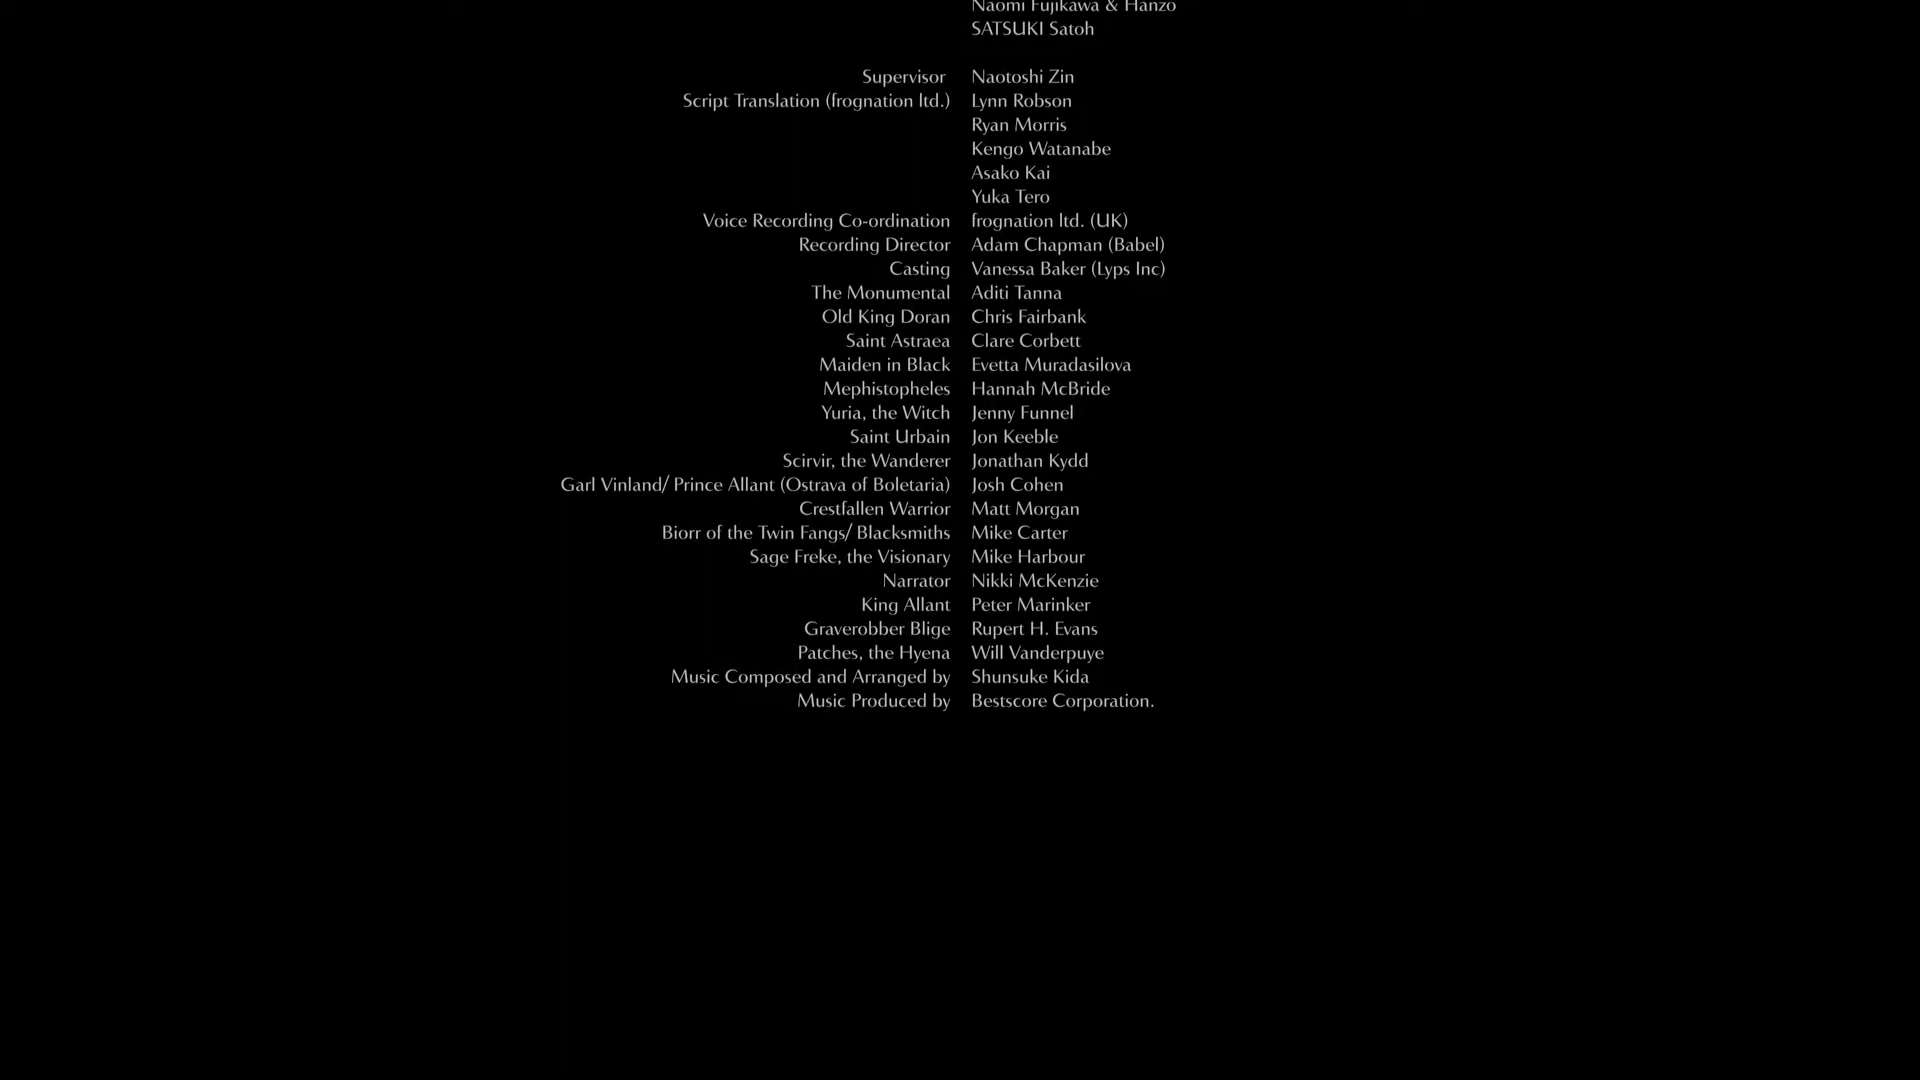 Naomi Fujikawa & Hanzo
SATSUKI Satoh
Supervisor Naotoshi Zin
Script Translation (frognation ltd.) Lynn Robson
Ryan Morris
Kengo Watanabe
Asako Kai
Yuka Tero
Voice Recording Co-ordination frognation ltd. (UK)
Recording Director Adam Chapman (Babel)
Casting Vanessa Baker (Lyps Inc)
The Monumental Aditi Tanna
Old King Doran Chris Fairbank
Saint Astraea Clare Corbett
Maiden in Black Evetta Muradasilova
Mephistopheles Hannah McBride
Yuria, the Witch Jenny Funnel
Saint Urbain Jon Keeble
Scirvir, the Wanderer Jonathan Kydd
Garl Vinland/ Prince Allant (Ostrava of Boletaria) Josh Cohen
Crestfallen Warrior Matt Morgan
Biorr of the Twin Fangs/ Blacksmiths Mike Carter
Sage Freke, the Visionary Mike Harbour
Narrator Nikki McKenzie
King Allant Peter Marinker
Graverobber Blige Rupert H. Evans
Patches, the Hyena Will Vanderpuye
Music Composed and Arranged by Shunsuke Kida
Music Produced by Bestscore Corporation.